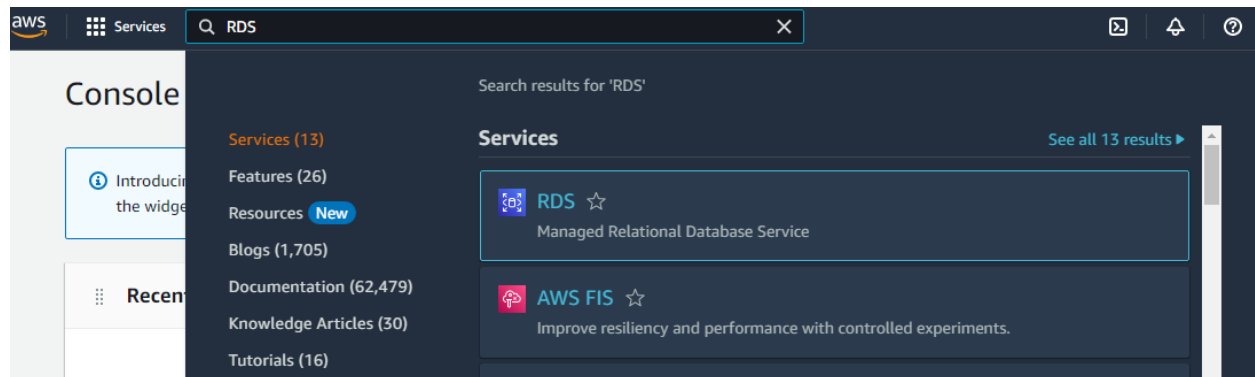 aws
Services
RDS
Console
Search results for 'RDS'
Services (13)
Services
See all 13 results
Introducin
the widge
Features (26)
RDS
Managed Relational Database Service
Resources New
Blogs (1,705)
Documentation (62,479)
Recen
AWS FIS
Improve resiliency and performance with controlled experiments.
Knowledge Articles (30)
Tutorials (16)